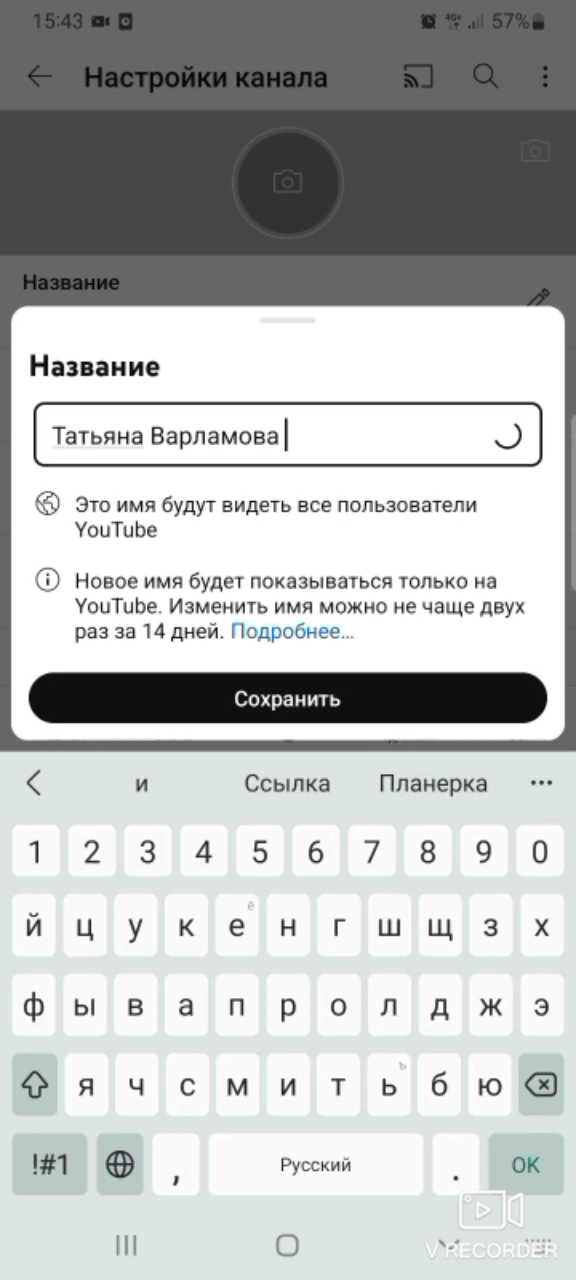 15:43 4G+ 57%
Настройки канала
Название
Название
Татьяна Варламова
Это имя будут видеть все пользователи
YouTube
Новое имя будет показываться только на
YouTube. Изменить имя можно не чаще двух
раз за 14 дней. Подробнее...
Сохранить
и Ссылка Планерка
1 2 3 4 5 6 7 8 9 0
й ц у к е ё н г ш щ з х
ф ы в а п р о л д ж э
я ч с м и т ь ъ б ю
!#1 , Русский . OK
V RECORDER